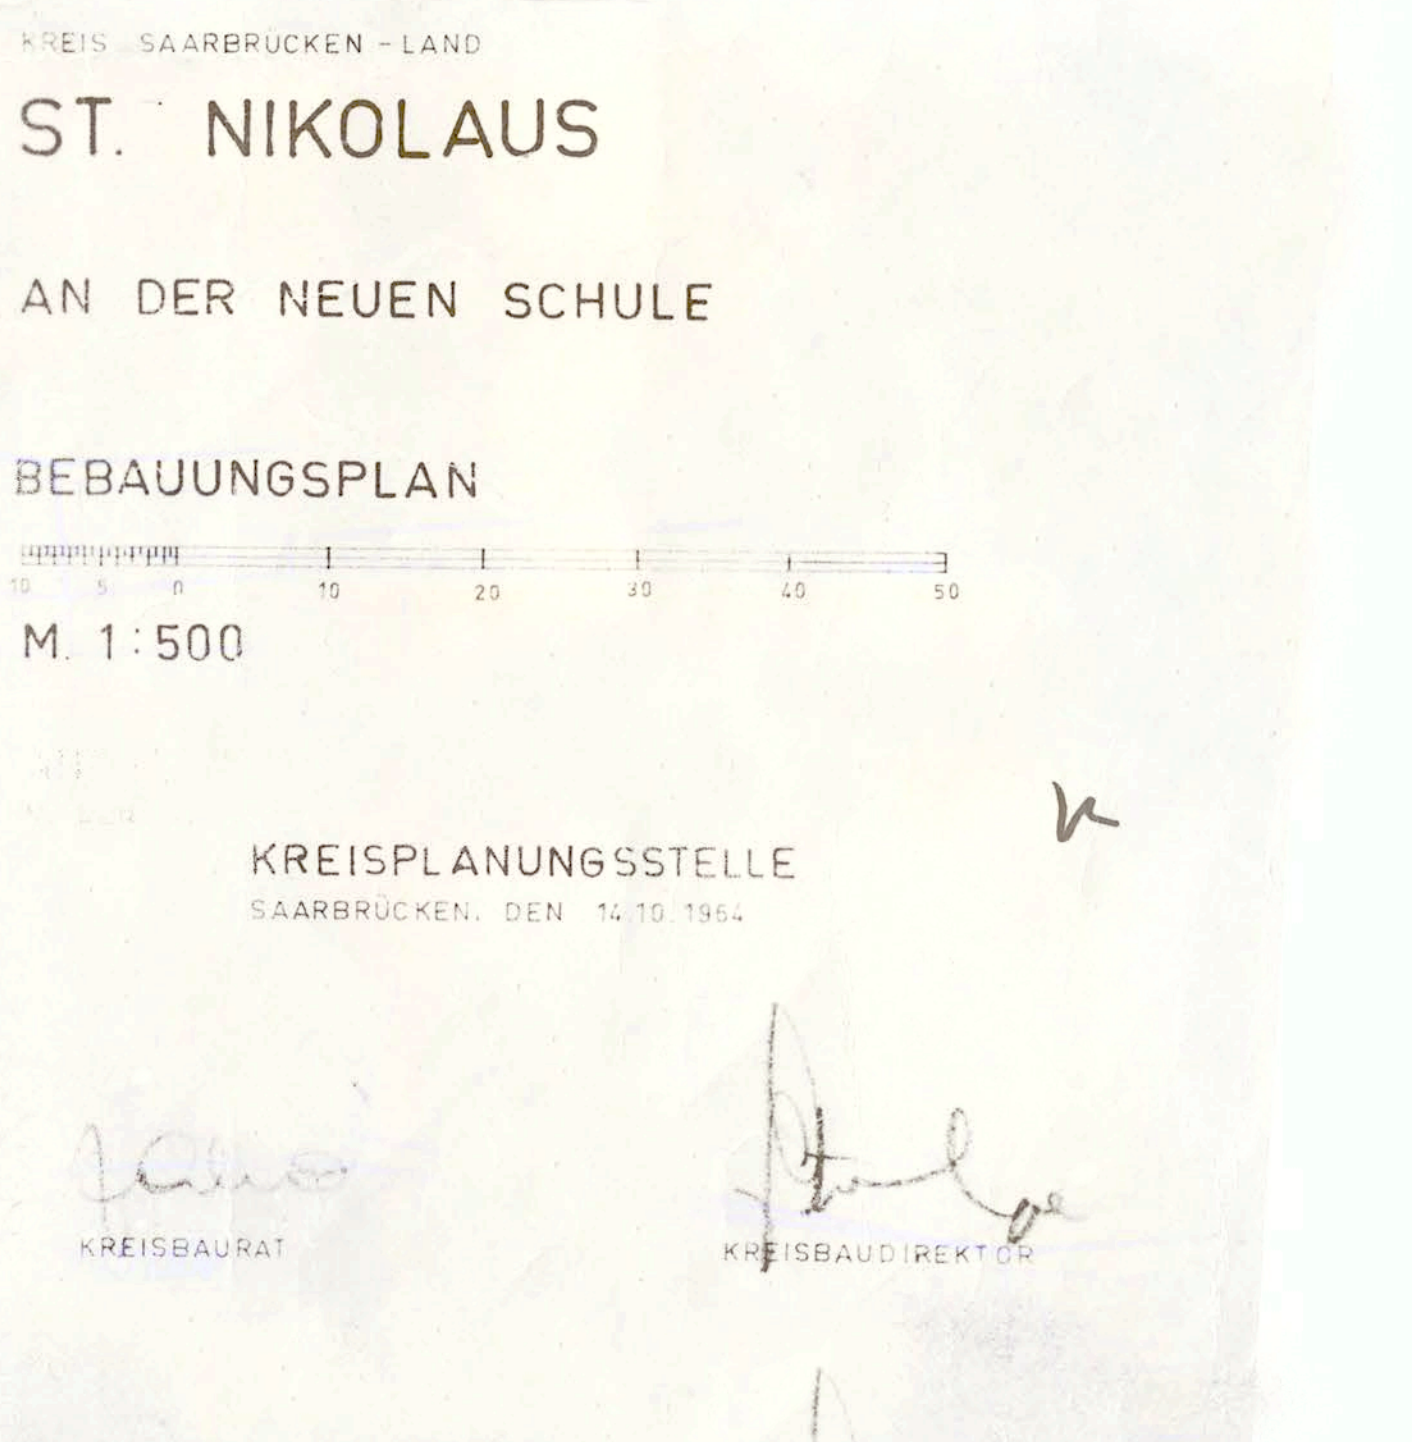 KREIS SAARBRÜCKEN - LAND
ST. NIKOLAUS
AN DER NEUEN SCHULE
BEBAUUNGSPLAN
10 5 0 10 20 30 40 50
M. 1:500
KREISPLANUNGSSTELLE
SAARBRÜCKEN, DEN 14.10.1964
KREISBAURAT
KREISBAUDIREKTOR